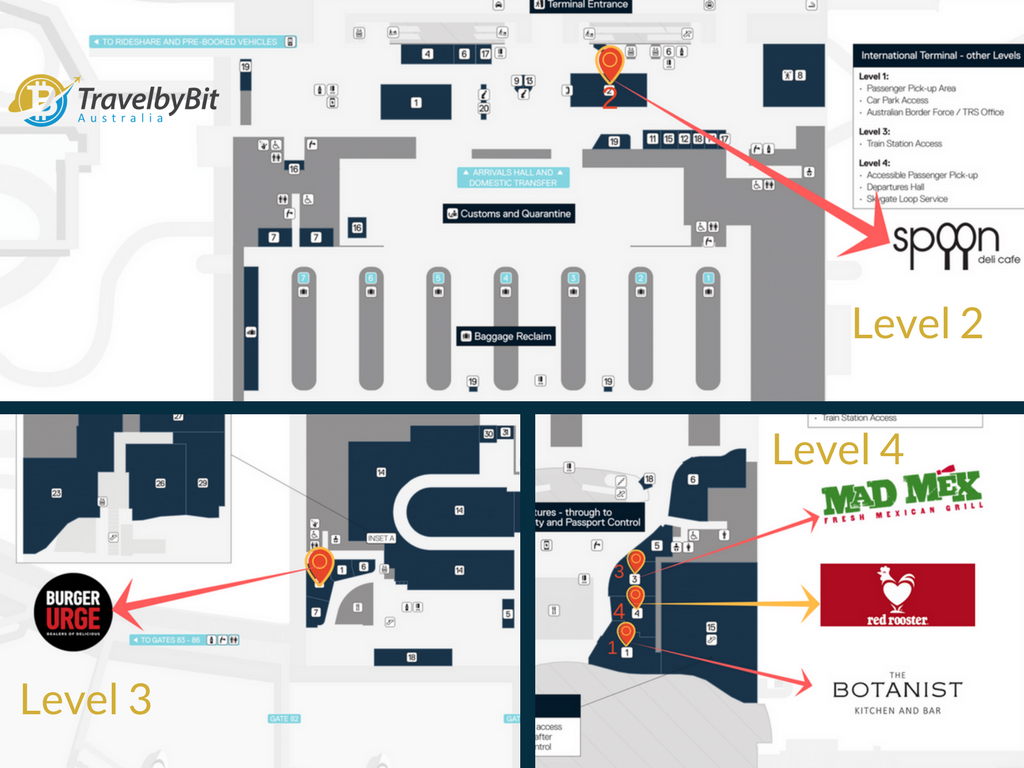 Terminal Entrance
TO RIDESHARE AND PRE-BOOKED VEHICLES
4
6
17
6
19
1
9
13
20
2
8
TravelbyBit
Australia
International Terminal - other Levels
Level 1:
· Passenger Pick-up Area
· Car Park Access
· Australian Border Force / TRS Office
Level 3:
· Train Station Access
Level 4:
· Accessible Passenger Pick-up
· Departures Hall
· Skygate Loop Service
19
11
15
12
18
17
16
ARRIVALS HALL AND
DOMESTIC TRANSFER
Customs and Quarantine
16
7
7
spoon
deli cafe
7
6
5
4
3
2
1
Level 2
Baggage Reclaim
19
19
27
23
26
29
30
31
14
14
14
INSET A
1
6
7
5
18
BURGER
URGE
DEALERS OF DELICIOUS
TO GATES 83 - 86
Level 3
GATE 82
GAT
Train Station Access
Level 4
18
6
tures - through to
ty and Passport Control
5
3
3
4
4
1
1
15
MAD MEX
FRESH MEXICAN GRILL
red rooster
THE
BOTANIST
KITCHEN AND BAR
access
after
ntrol